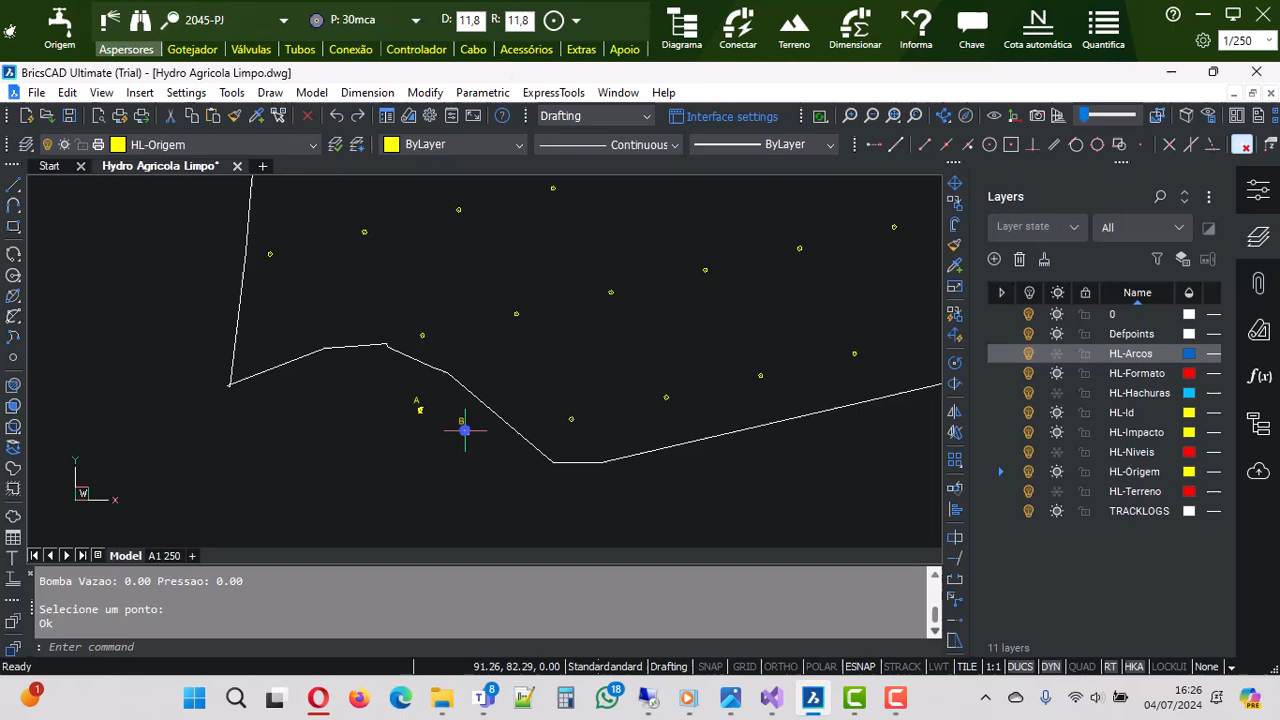 2045-PJ
P: 30mca
D: 11,8 R: 11,8
Origem
Aspersores Gotejador Válvulas Tubos Conexão Controlador Cabo Acessórios Extras Apoio
Diagrama Conectar Terreno Dimensionar Informa Chave Cota automática Quantifica
1/250
BricsCAD Ultimate (Trial) - [Hydro Agricola Limpo.dwg]
File Edit View Insert Settings Tools Draw Model Dimension Modify Parametric ExpressTools Window Help
Drafting
Interface settings
HL-Origem
ByLayer
Continuous
ByLayer
Start
Hydro Agricola Limpo*
A
B
Y
W
X
Layers
Layer state
All
Name
0
Defpoints
HL-Arcos
HL-Formato
HL-Hachuras
HL-Id
HL-Impacto
HL-Niveis
HL-Origem
HL-Terreno
TRACKLOGS
11 layers
Model A1 250
Bomba Vazao: 0.00 Pressao: 0.00
Selecione um ponto:
Ok
: Enter command
Ready
91.26, 82.29, 0.00 Standardandard Drafting SNAP GRID ORTHO POLAR ESNAP STRACK LWT TILE 1:1 DUCS DYN QUAD RT HKA LOCKUI None
1
8
18
16:26
04/07/2024
PRE